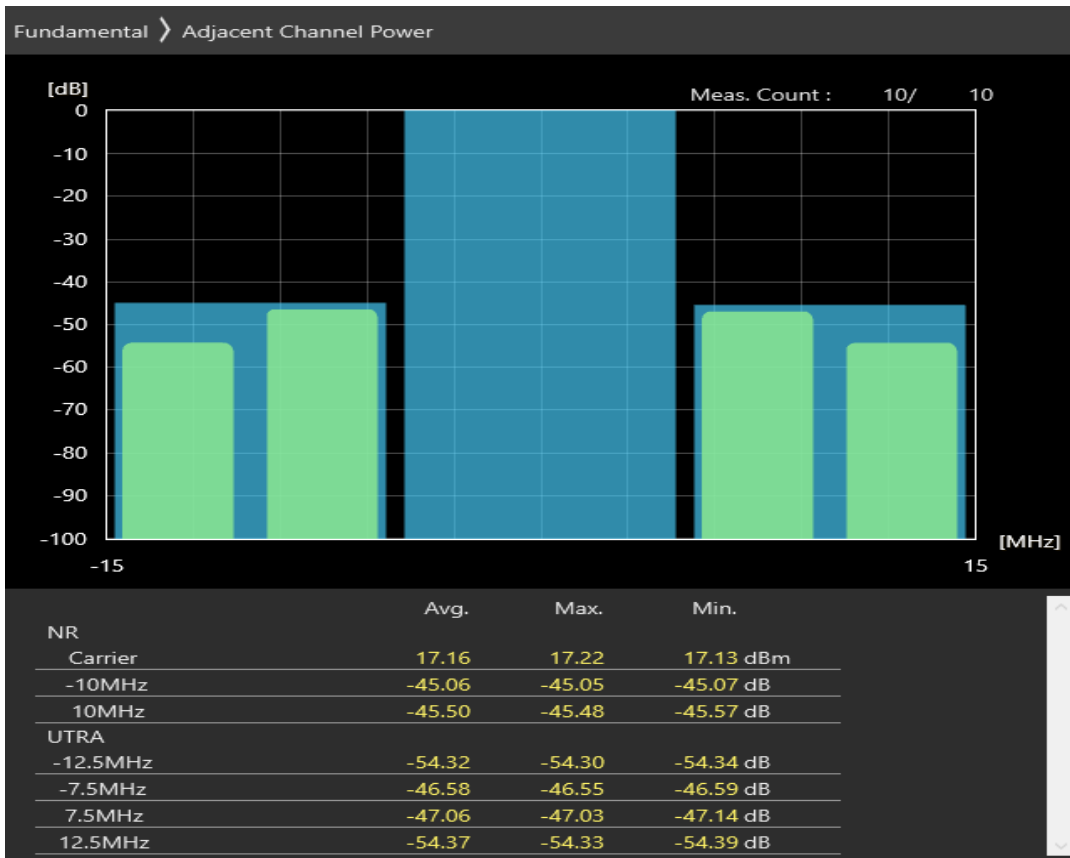 Fundamental 〉 Adjacent Channel Power
[dB]
Meas. Count : 10/ 10
0
-10
-20
-30
-40
-50
-60
-70
-80
-90
-100
[MHz]
-15 15
Avg. Max. Min.
NR
Carrier 17.16 17.22 17.13 dBm
-10MHz -45.06 -45.05 -45.07 dB
10MHz -45.50 -45.48 -45.57 dB
UTRA
-12.5MHz -54.32 -54.30 -54.34 dB
-7.5MHz -46.58 -46.55 -46.59 dB
7.5MHz -47.06 -47.03 -47.14 dB
12.5MHz -54.37 -54.33 -54.39 dB